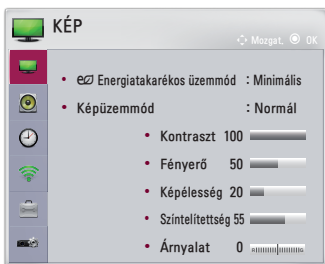 KÉP
Mozgat. OK
Energiatakarékos üzemmód : Minimális
Képüzemmód : Normál
Kontraszt 100
Fényerő 50
Képélesség 20
Színtelítettség 55
Árnyalat 0